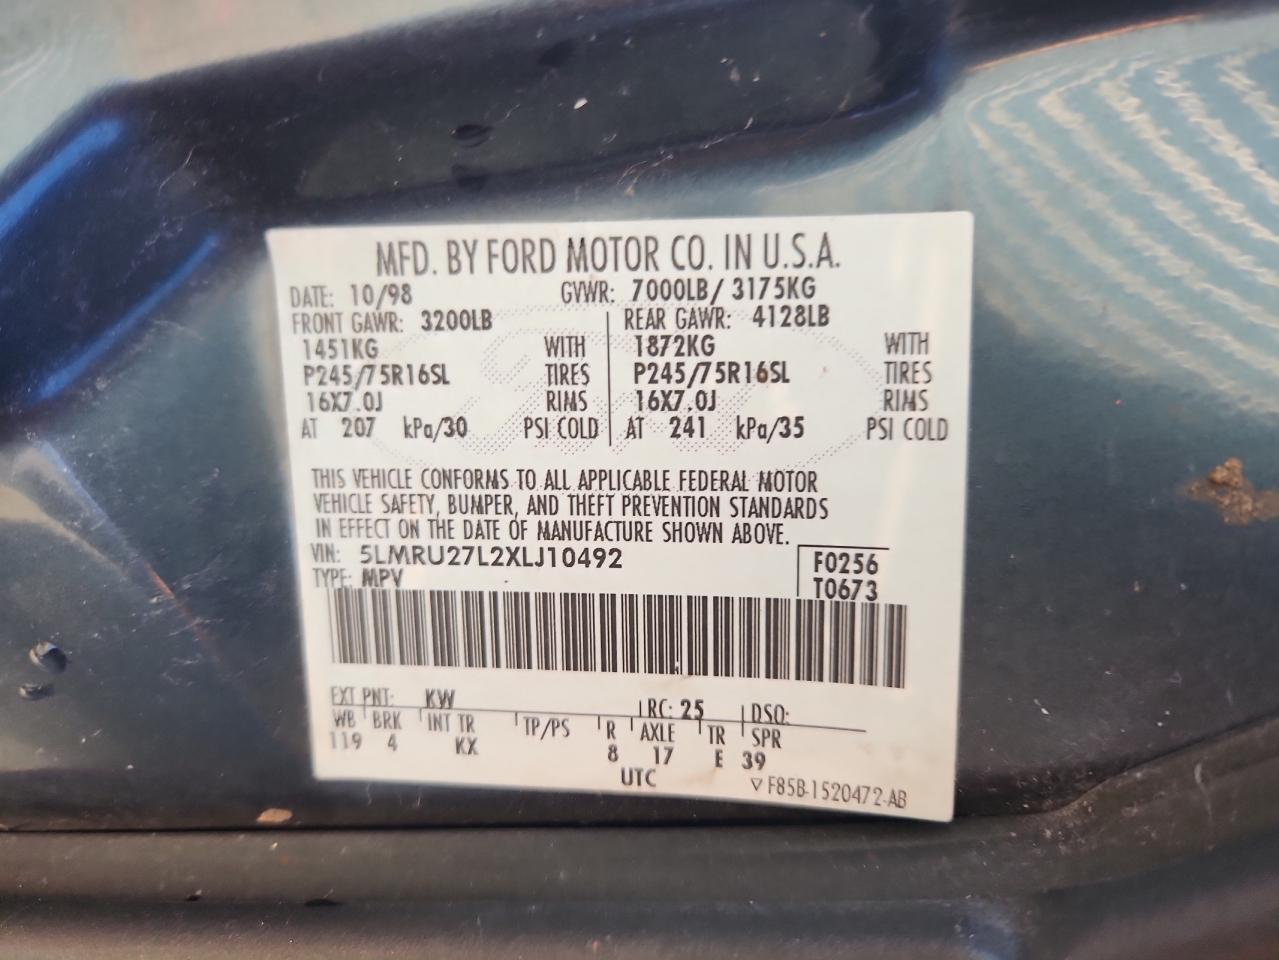 MFD. BY FORD MOTOR CO. IN U.S.A.
DATE: 10/98 GVWR: 7000LB/ 3175KG
FRONT GAWR: 3200LB REAR GAWR: 4128LB
1451KG WITH 1872KG WITH
P245/75R16SL TIRES P245/75R16SL TIRES
16X7.0J RIMS 16X7.0J RIMS
AT 207 kPa/30 PSI COLD AT 241 kPa/35 PSI COLD
THIS VEHICLE CONFORMS TO ALL APPLICABLE FEDERAL MOTOR
VEHICLE SAFETY, BUMPER, AND THEFT PREVENTION STANDARDS
IN EFFECT ON THE DATE OF MANUFACTURE SHOWN ABOVE.
VIN: 5LMRU27L2XLJ10492 F0256
TYPE: MPV T0673
EXT PNT: KW RC: 25 DSO:
WB BRK INT TR TP/PS R AXLE TR SPR
119 4 KX 8 17 E 39
UTC ▽ F85B-1520472-AB